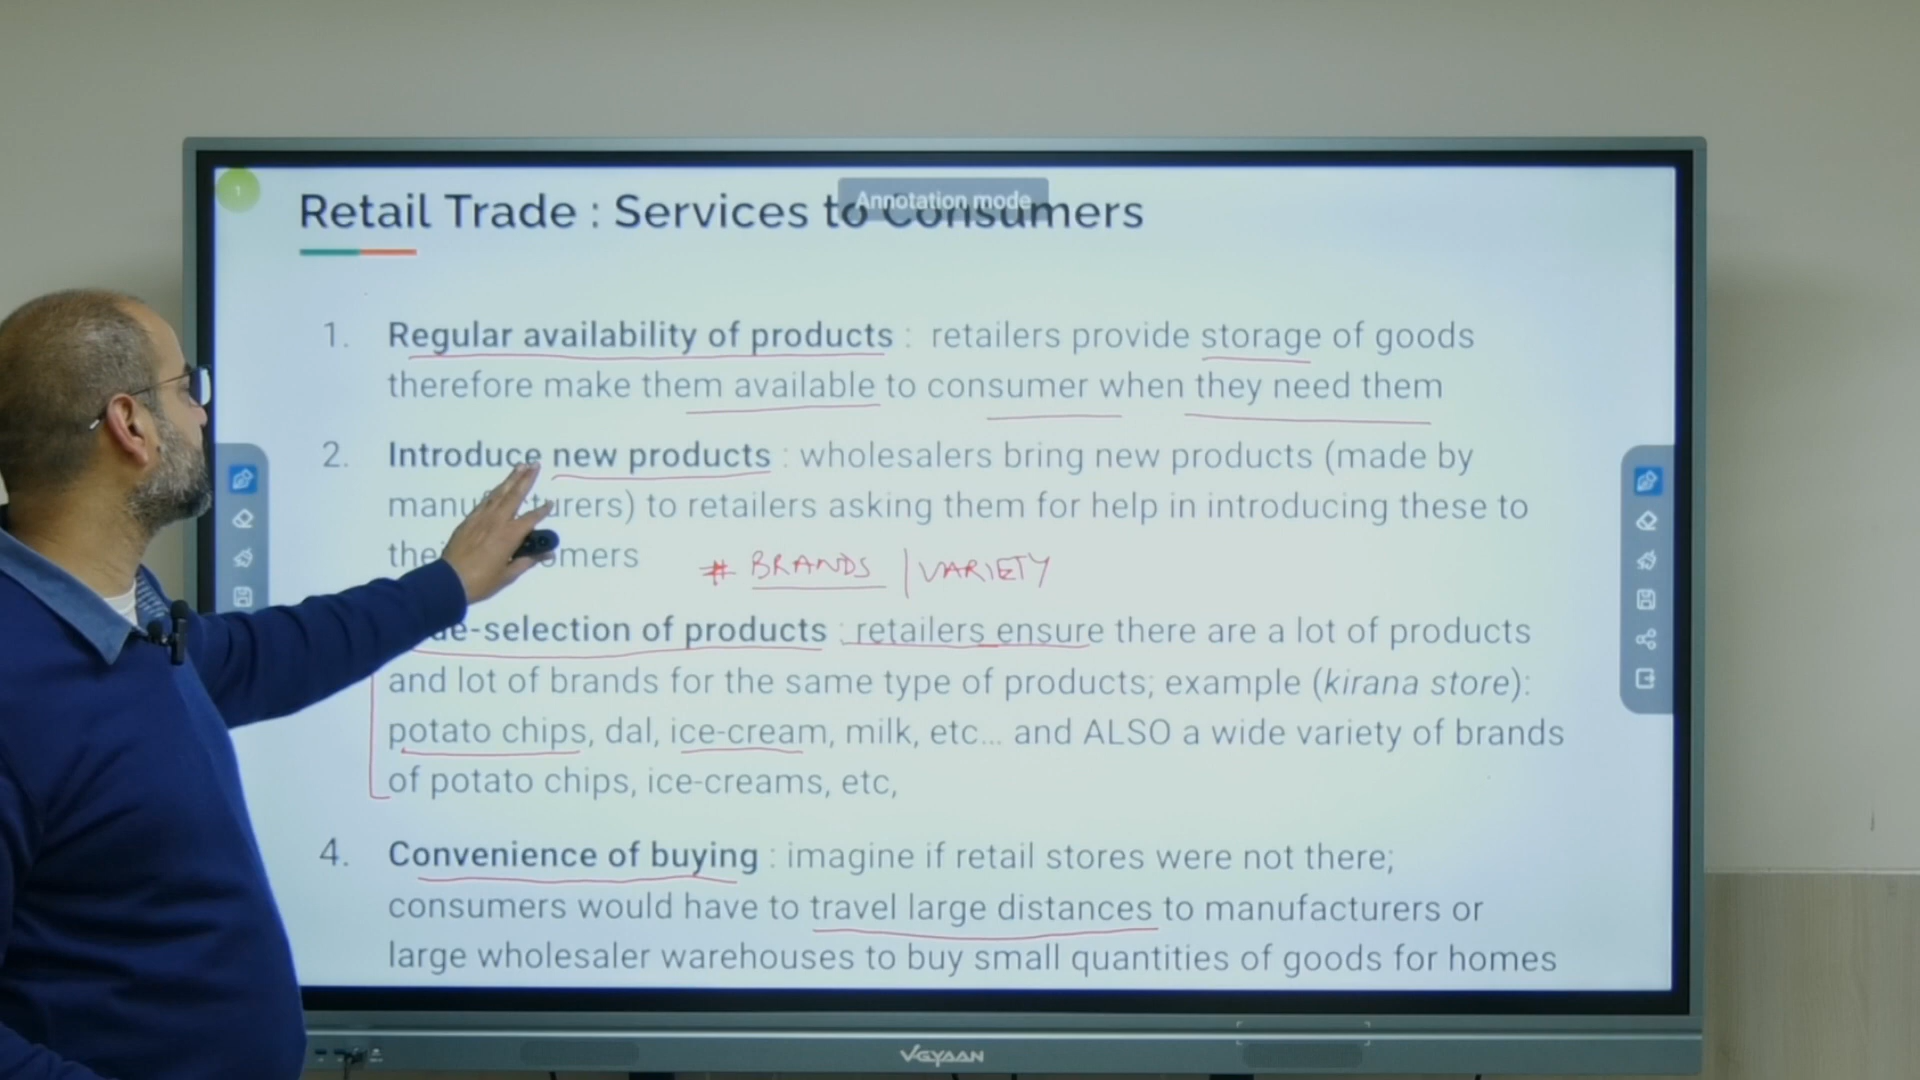 1
Annotation mode
Retail Trade : Services to Consumers
1. Regular availability of products : retailers provide storage of goods
therefore make them available to consumer when they need them
2. Introduce new products : wholesalers bring new products (made by
to retailers asking them for help in introducing these to
# BRANDS | VARIETY
-selection of products : retailers ensure there are a lot of products
and lot of brands for the same type of products; example (kirana store):
potato chips, dal, ice-cream, milk, etc... and ALSO a wide variety of brands
of potato chips, ice-creams, etc,
4. Convenience of buying : imagine if retail stores were not there;
consumers would have to travel large distances to manufacturers or
large wholesaler warehouses to buy small quantities of goods for homes
VGYAAN